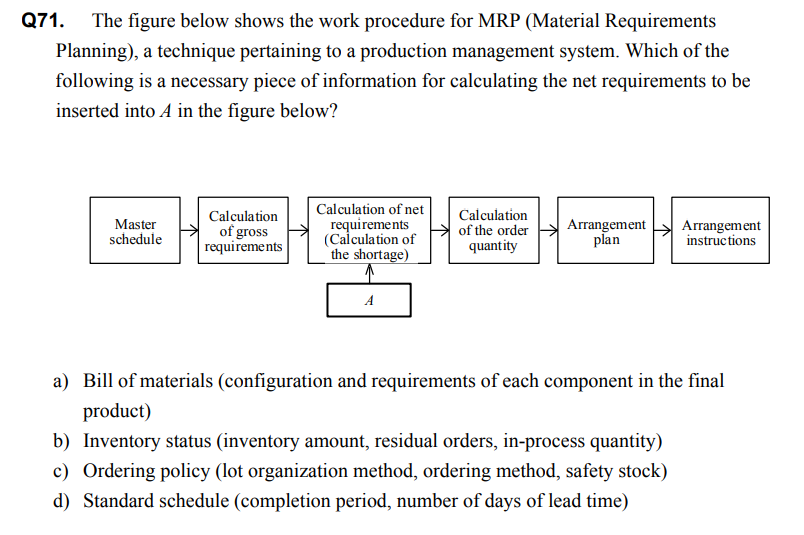 Q71. The figure below shows the work procedure for MRP (Material Requirements
Planning), a technique pertaining to a production management system. Which of the
following is a necessary piece of information for calculating the net requirements to be
inserted into A in the figure below?
Master
schedule
Calculation
of gross
requirements
Calculation of net
requirements
(Calculation of
the shortage)
Calculation
of the order
quantity
Arrangement
plan
Arrangement
instructions
A
a) Bill of materials (configuration and requirements of each component in the final
product)
b) Inventory status (inventory amount, residual orders, in-process quantity)
c) Ordering policy (lot organization method, ordering method, safety stock)
d) Standard schedule (completion period, number of days of lead time)